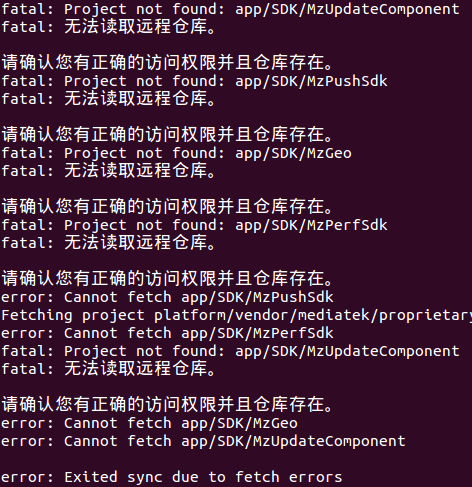 fatal: Project not found: app/SDK/MzUpdateComponent
fatal: 无法读取远程仓库。
请确认您有正确的访问权限并且仓库存在。
fatal: Project not found: app/SDK/MzPushSdk
fatal: 无法读取远程仓库。
请确认您有正确的访问权限并且仓库存在。
fatal: Project not found: app/SDK/MzGeo
fatal: 无法读取远程仓库。
请确认您有正确的访问权限并且仓库存在。
fatal: Project not found: app/SDK/MzPerfSdk
fatal: 无法读取远程仓库。
请确认您有正确的访问权限并且仓库存在。
error: Cannot fetch app/SDK/MzPushSdk
Fetching project platform/vendor/mediatek/proprietary
error: Cannot fetch app/SDK/MzPerfSdk
fatal: Project not found: app/SDK/MzUpdateComponent
fatal: 无法读取远程仓库。
请确认您有正确的访问权限并且仓库存在。
error: Cannot fetch app/SDK/MzGeo
error: Cannot fetch app/SDK/MzUpdateComponent
error: Exited sync due to fetch errors